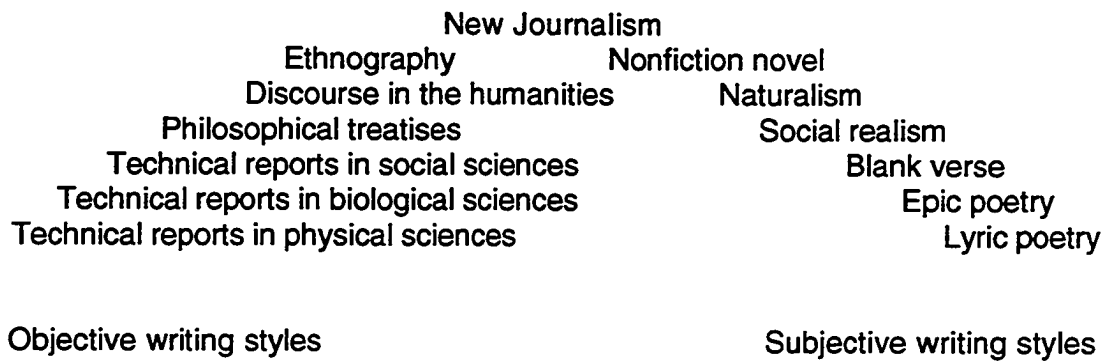 New Journalism
Ethnography Nonfiction novel
Discourse in the humanities Naturalism
Philosophical treatises Social realism
Technical reports in social sciences Blank verse
Technical reports in biological sciences Epic poetry
Technical reports in physical sciences Lyric poetry
Objective writing styles Subjective writing styles